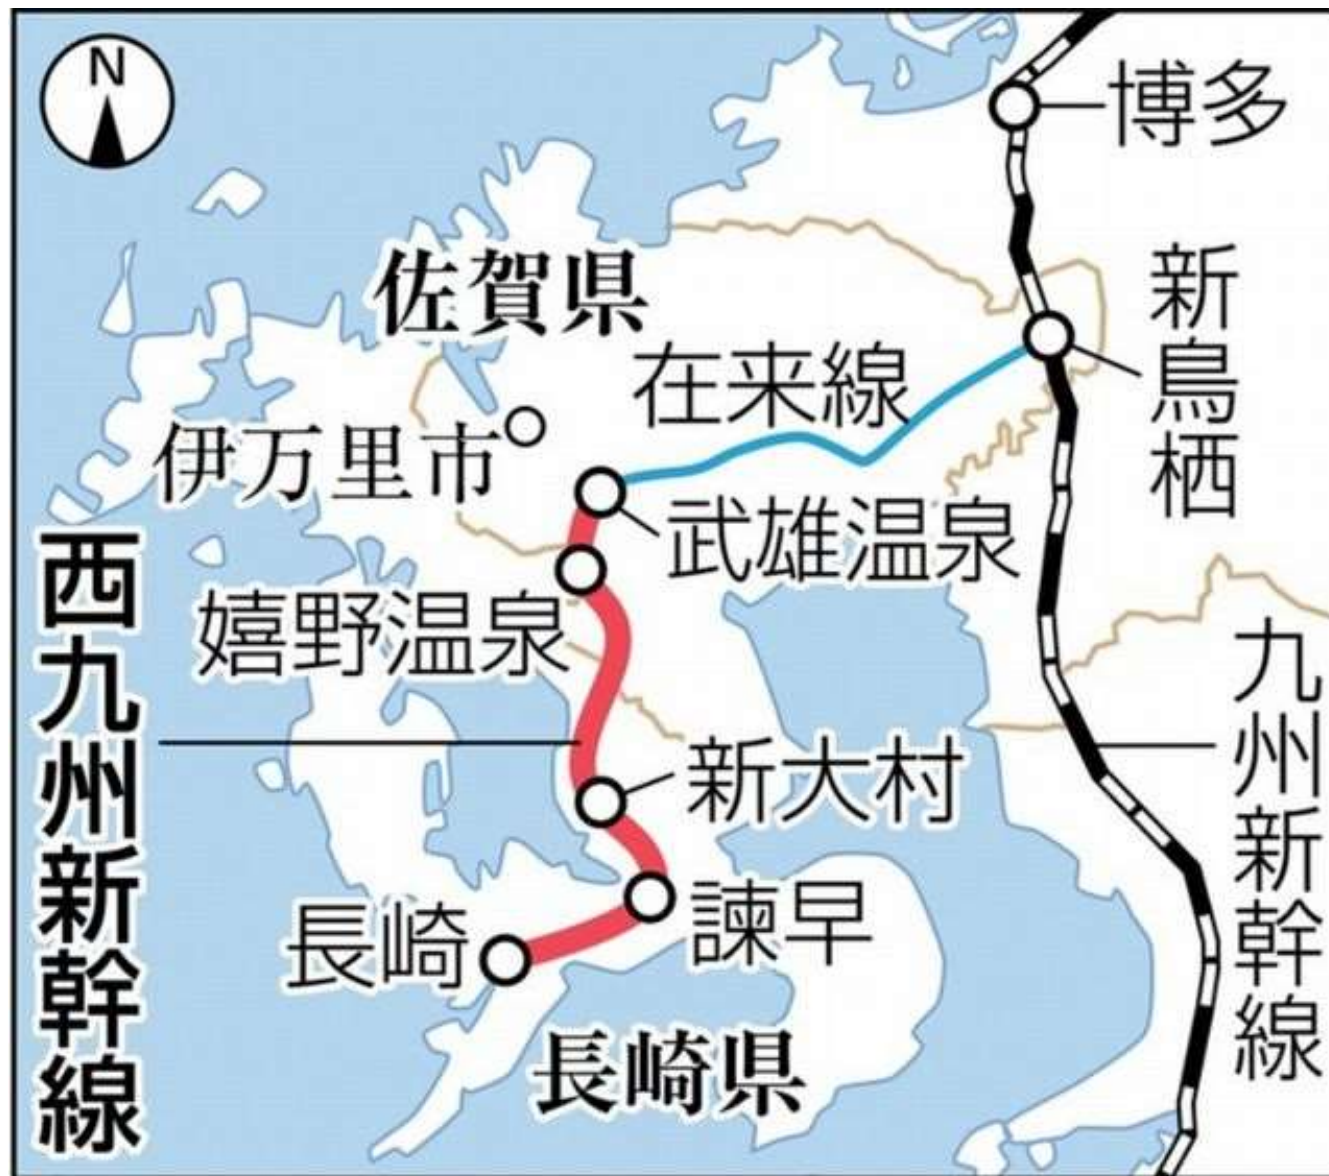 N
博多
佐賀県
新鳥栖
在来線
伊万里市
武雄温泉
嬉野温泉
西九州新幹線
九州新幹線
新大村
諫早
長崎
長崎県